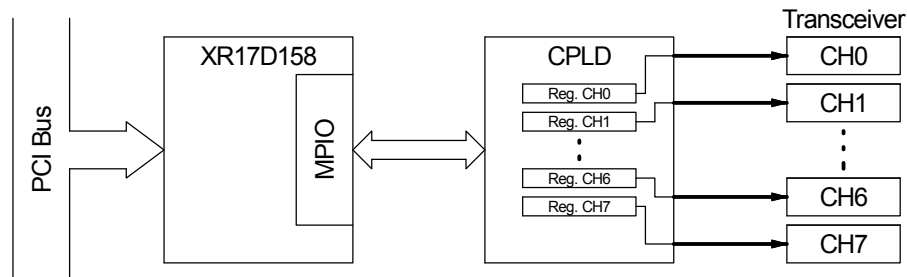 Transceiver
XR17D158
CPLD
CH0
Reg. CH0
CH1
Reg. CH1
PCI Bus
MPIO
Reg. CH6
CH6
Reg. CH7
CH7